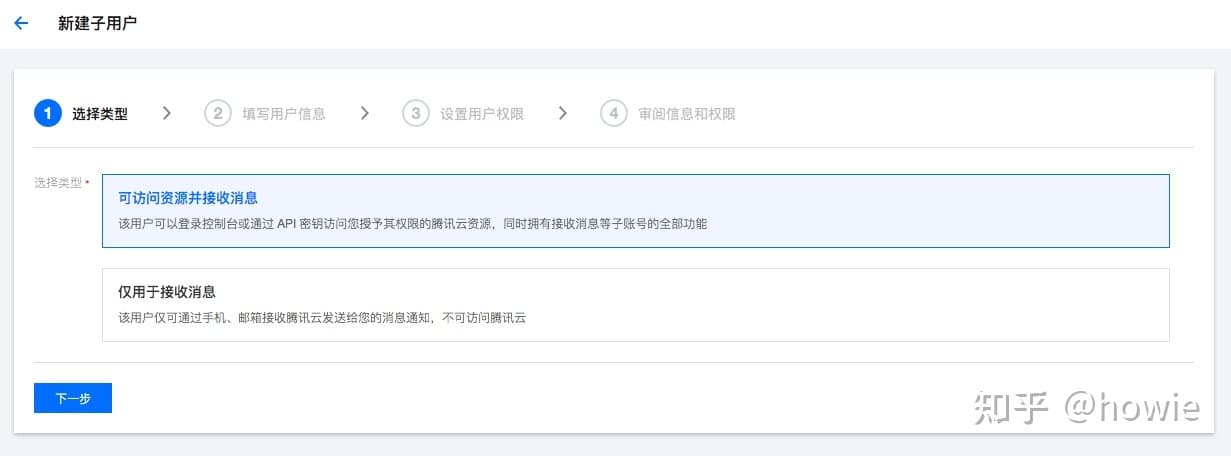 新建子用户
1 选择类型 2 填写用户信息 3 设置用户权限 4 审阅信息和权限
选择类型 *
可访问资源并接收消息
该用户可以登录控制台或通过 API 密钥访问您授予其权限的腾讯云资源，同时拥有接收消息等子账号的全部功能
仅用于接收消息
该用户仅可通过手机、邮箱接收腾讯云发送给您的消息通知，不可访问腾讯云
下一步
知乎 @howie